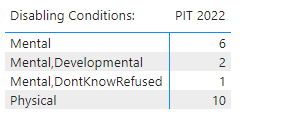 Disabling Conditions: PIT 2022
Mental 6
Mental,Developmental 2
Mental,DontKnowRefused 1
Physical 10